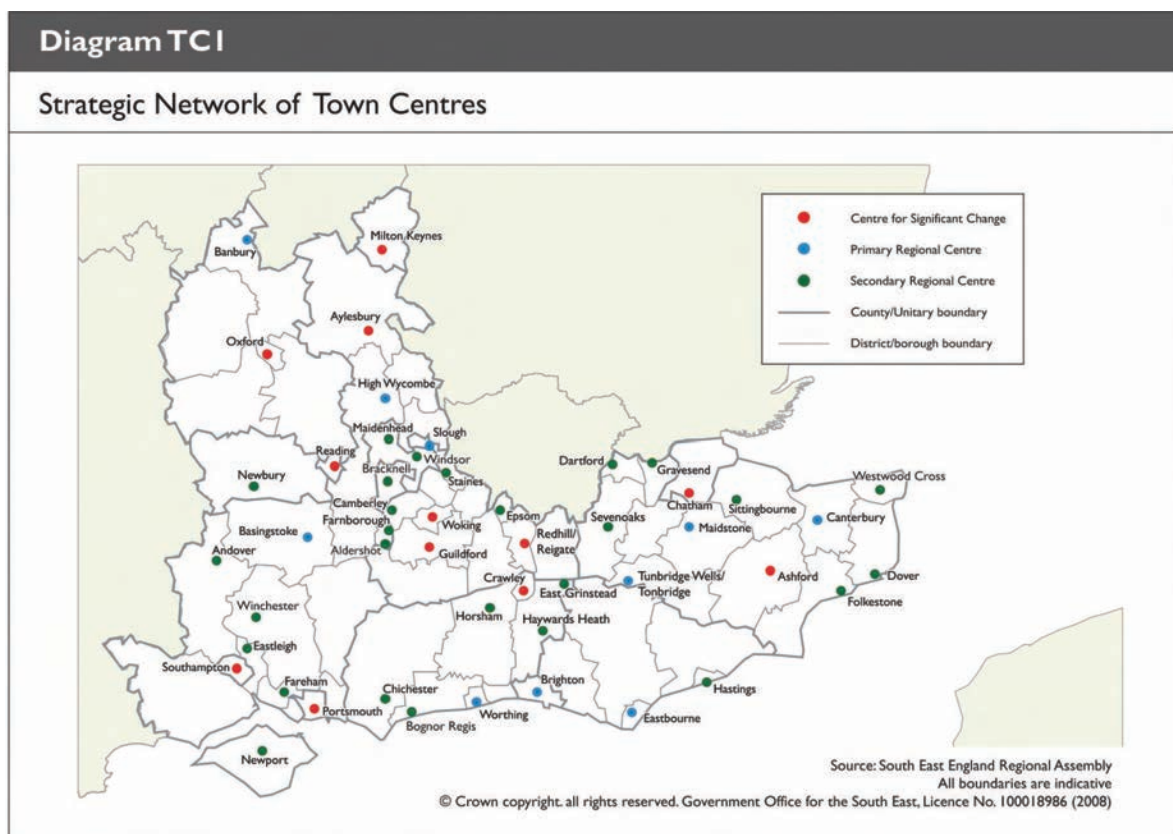 Diagram TC1
Strategic Network of Town Centres
Centre for Significant Change
Primary Regional Centre
Secondary Regional Centre
County/Unitary boundary
District/borough boundary
Milton Keynes
Banbury
Aylesbury
Oxford
High Wycombe
Maidenhead
Slough
Reading
Windsor
Bracknell
Staines
Newbury
Dartford
Gravesend
Westwood Cross
Camberley
Chatham
Sittingbourne
Farnborough
Woking
Epsom
Sevenoaks
Maidstone
Canterbury
Basingstoke
Redhill/
Reigate
Aldershot
Guildford
Andover
Crawley
East Grinstead
Tunbridge Wells/
Tonbridge
Ashford
Dover
Folkestone
Winchester
Horsham
Haywards Heath
Eastleigh
Southampton
Fareham
Chichester
Brighton
Hastings
Portsmouth
Bognor Regis
Worthing
Eastbourne
Newport
Source: South East England Regional Assembly
All boundaries are indicative
© Crown copyright. all rights reserved. Government Office for the South East, Licence No. 100018986 (2008)